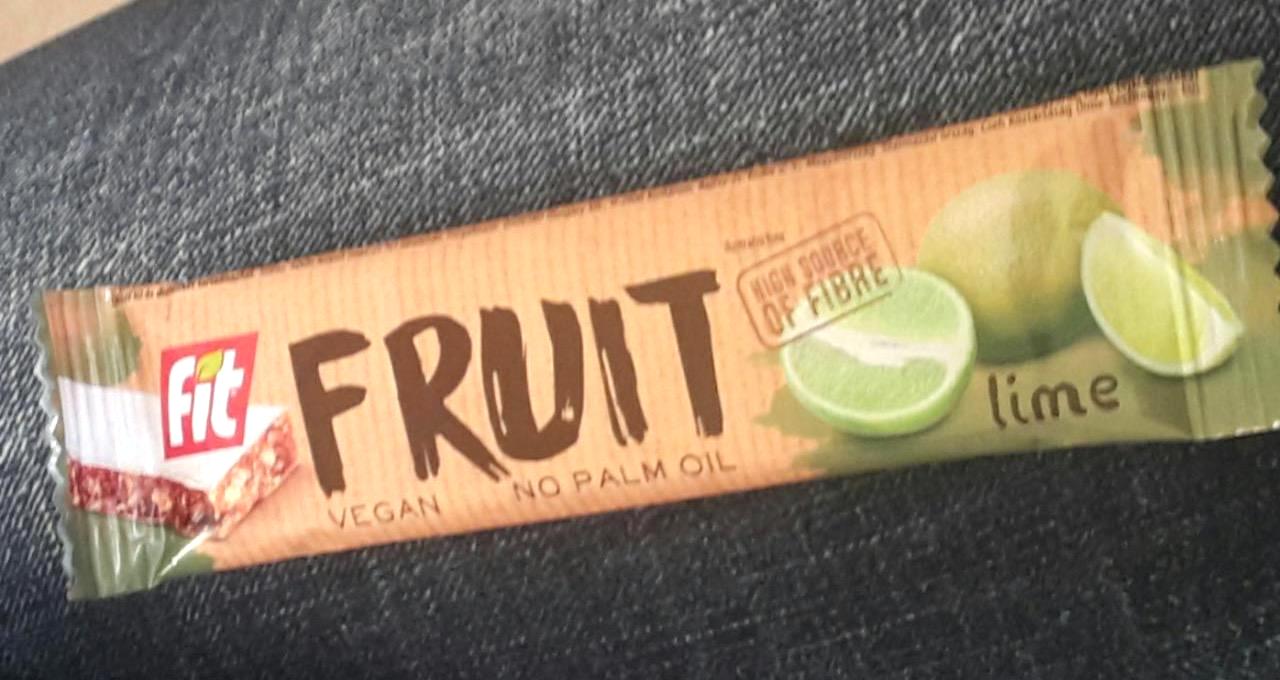 fit
FRUIT
VEGAN NO PALM OIL
HIGH SOURCE
OF FIBRE
lime